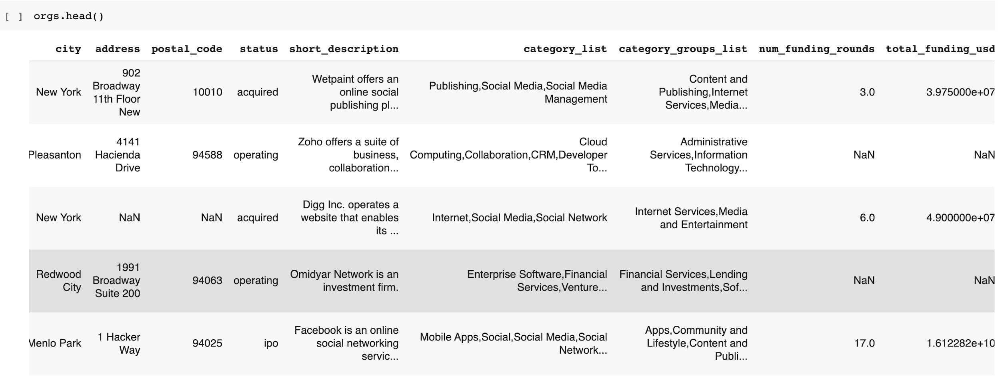 [ ] orgs.head()
city address postal_code status short_description category_list category_groups_list num_funding_rounds total_funding_usd
New York
902
Broadway
11th Floor
New
10010
acquired
Wetpaint offers an
online social
publishing pl...
Publishing,Social Media,Social Media
Management
Content and
Publishing,Internet
Services,Media...
3.0
3.975000e+07
Pleasanton
4141
Hacienda
Drive
94588
operating
Zoho offers a suite of
business,
collaboration...
Cloud
Computing,Collaboration,CRM,Developer
To...
Administrative
Services,Information
Technology...
NaN
NaN
New York
NaN
NaN
acquired
Digg Inc. operates a
website that enables
its ...
Internet,Social Media,Social Network
Internet Services,Media
and Entertainment
6.0
4.900000e+07
Redwood
City
1991
Broadway
Suite 200
94063
operating
Omidyar Network is an
investment firm.
Enterprise Software,Financial
Services,Venture...
Financial Services,Lending
and Investments,Sof...
NaN
NaN
Menlo Park
1 Hacker
Way
94025
ipo
Facebook is an online
social networking
servic...
Mobile Apps,Social,Social Media,Social
Network...
Apps,Community and
Lifestyle,Content and
Publi...
17.0
1.612282e+10